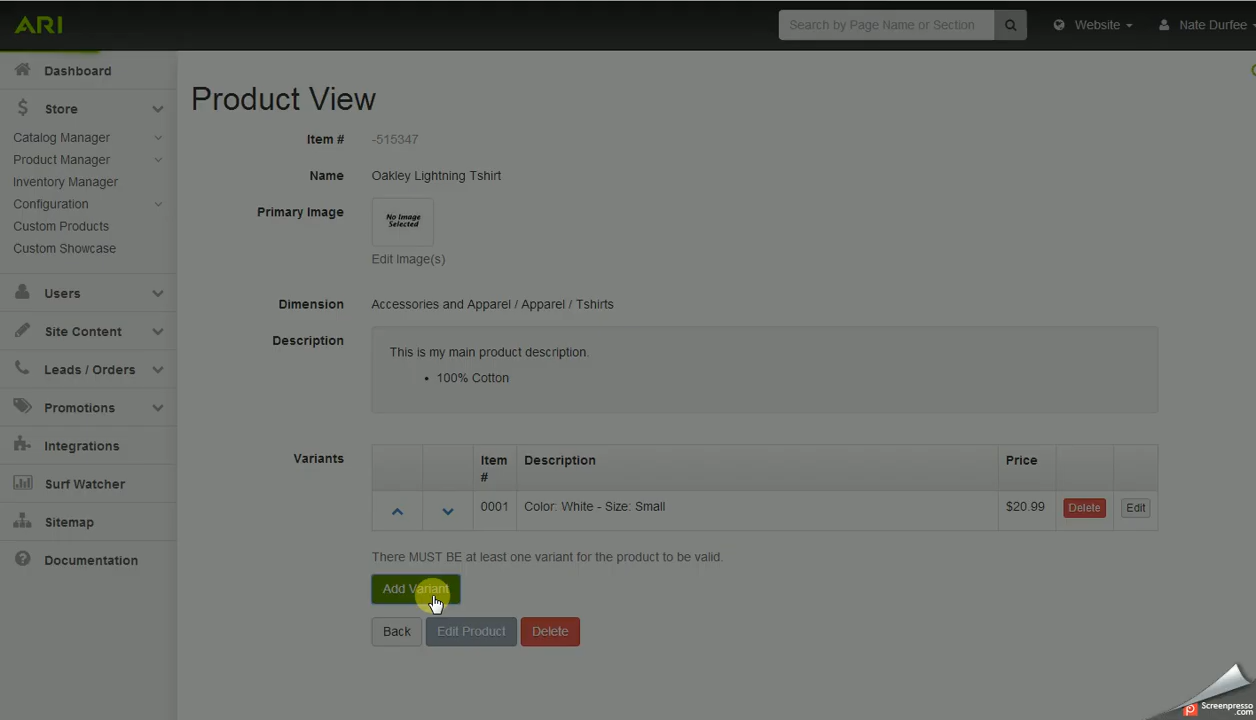 ARI
Search by Page Name or Section
Website
Nate Durfee
Dashboard
Store
Catalog Manager
Product Manager
Inventory Manager
Configuration
Custom Products
Custom Showcase
Users
Site Content
Leads / Orders
Promotions
Integrations
Surf Watcher
Sitemap
Documentation
Product View
Item # -515347
Name Oakley Lightning Tshirt
Primary Image No Image
Selected
Edit Image(s)
Dimension Accessories and Apparel / Apparel / Tshirts
Description This is my main product description.
• 100% Cotton
Variants Item # Description Price
0001 Color: White - Size: Small $20.99 Delete Edit
There MUST BE at least one variant for the product to be valid.
Add Variant
Back Edit Product Delete
Screenpresso
.com